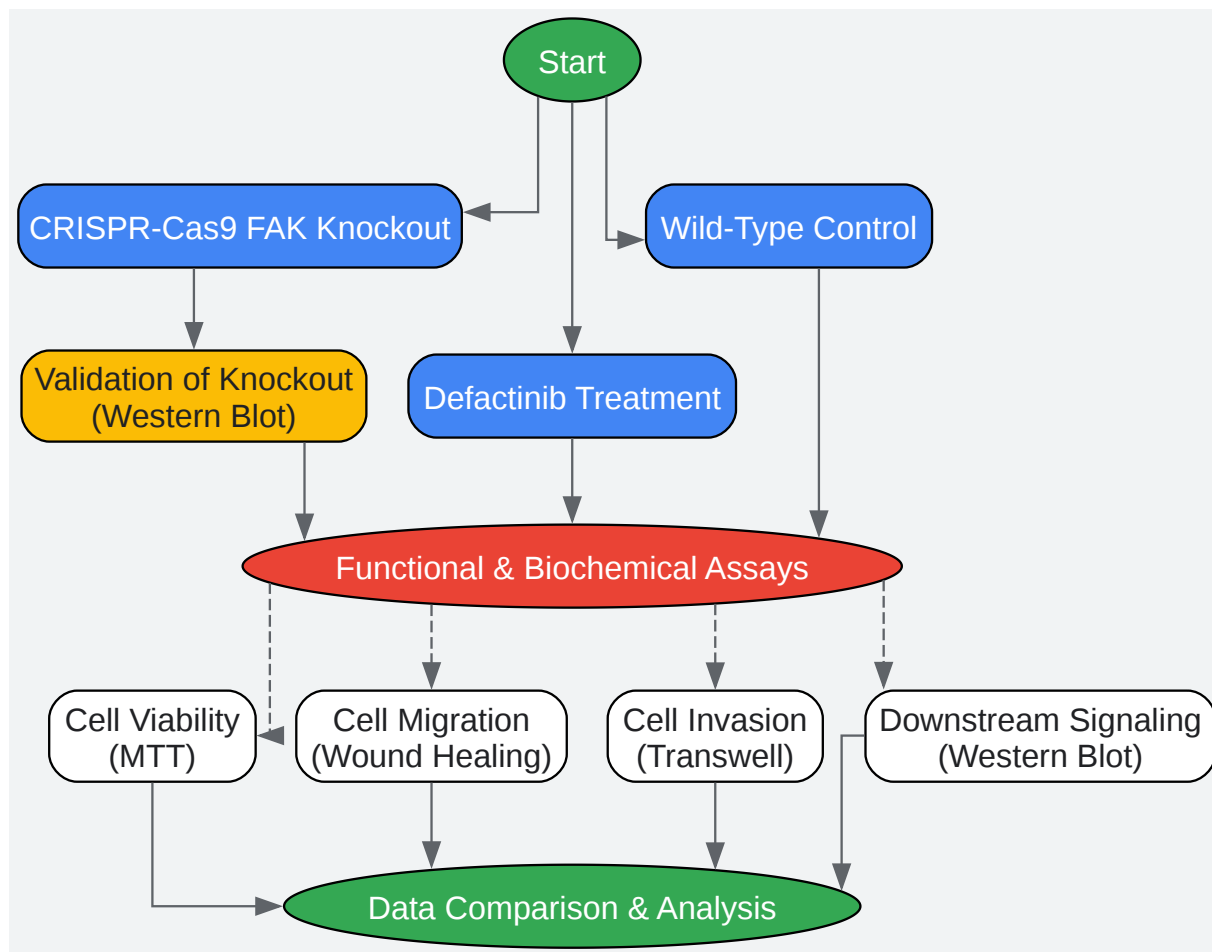 Start
CRISPR-Cas9 FAK Knockout
Wild-Type Control
Validation of Knockout
(Western Blot)
Defactinib Treatment
Functional & Biochemical Assays
Cell Viability
(MTT)
Cell Migration
(Wound Healing)
Cell Invasion
(Transwell)
Downstream Signaling
(Western Blot)
Data Comparison & Analysis